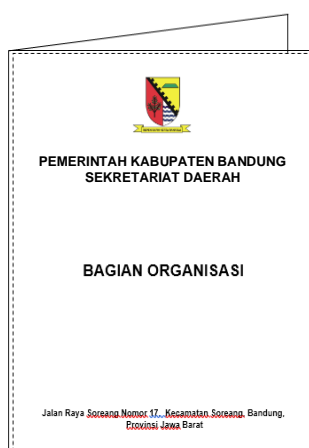 PEMERINTAH KABUPATEN BANDUNG
SEKRETARIAT DAERAH
BAGIAN ORGANISASI
Jalan Raya Soreang Nomor 17, Kecamatan Soreang, Bandung,
Provinsi Jawa Barat